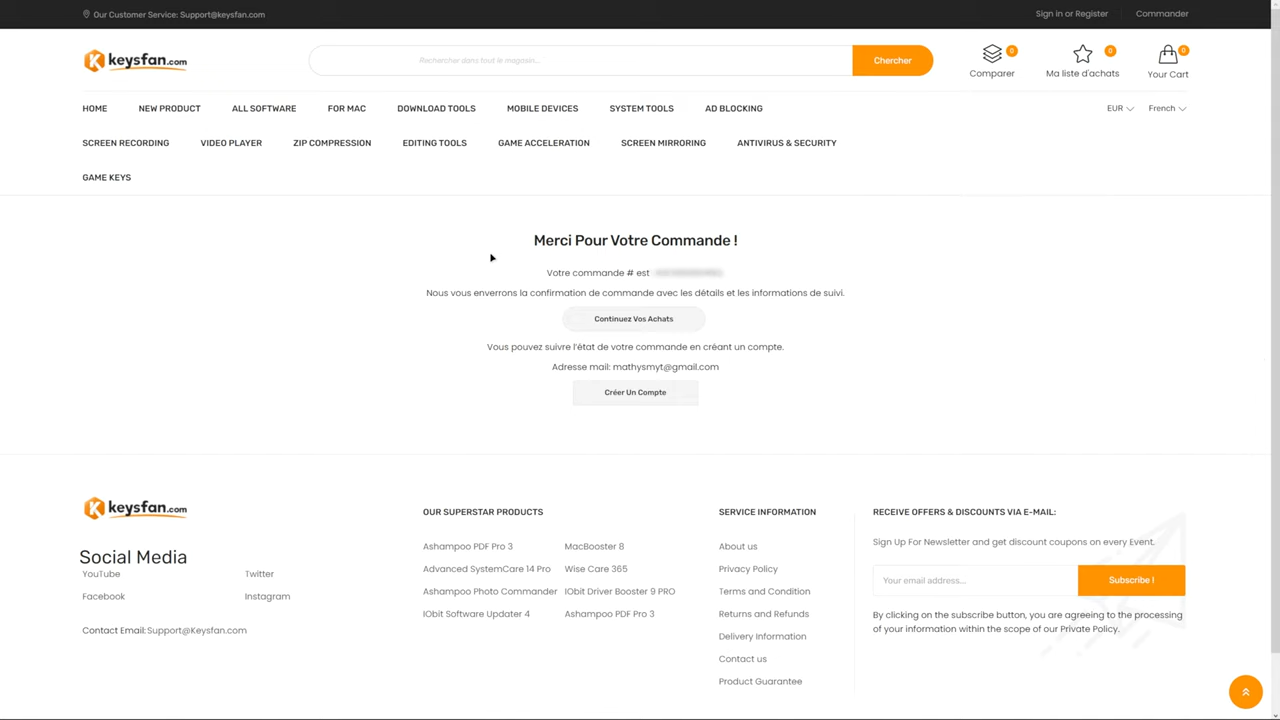 Our Customer Service: Support@keysfan.com
Sign in or Register
Commander
keysfan.com
Rechercher dans tout le magasin...
Chercher
0
Comparer
0
Ma liste d'achats
0
Your Cart
HOME
NEW PRODUCT
ALL SOFTWARE
FOR MAC
DOWNLOAD TOOLS
MOBILE DEVICES
SYSTEM TOOLS
AD BLOCKING
EUR
French
SCREEN RECORDING
VIDEO PLAYER
ZIP COMPRESSION
EDITING TOOLS
GAME ACCELERATION
SCREEN MIRRORING
ANTIVIRUS & SECURITY
GAME KEYS
Merci Pour Votre Commande !
Votre commande # est
Nous vous enverrons la confirmation de commande avec les détails et les informations de suivi.
Continuez Vos Achats
Vous pouvez suivre l'état de votre commande en créant un compte.
Adresse mail: mathysmyt@gmail.com
Créer Un Compte
keysfan.com
Social Media
YouTube
Twitter
Facebook
Instagram
Contact Email: Support@Keysfan.com
OUR SUPERSTAR PRODUCTS
Ashampoo PDF Pro 3
MacBooster 8
Advanced SystemCare 14 Pro
Wise Care 365
Ashampoo Photo Commander
IObit Driver Booster 9 PRO
IObit Software Updater 4
Ashampoo PDF Pro 3
SERVICE INFORMATION
About us
Privacy Policy
Terms and Condition
Returns and Refunds
Delivery Information
Contact us
Product Guarantee
RECEIVE OFFERS & DISCOUNTS VIA E-MAIL:
Sign Up For Newsletter and get discount coupons on every Event.
Your email address...
Subscribe !
By clicking on the subscribe button, you are agreeing to the processing
of your information within the scope of our Private Policy.